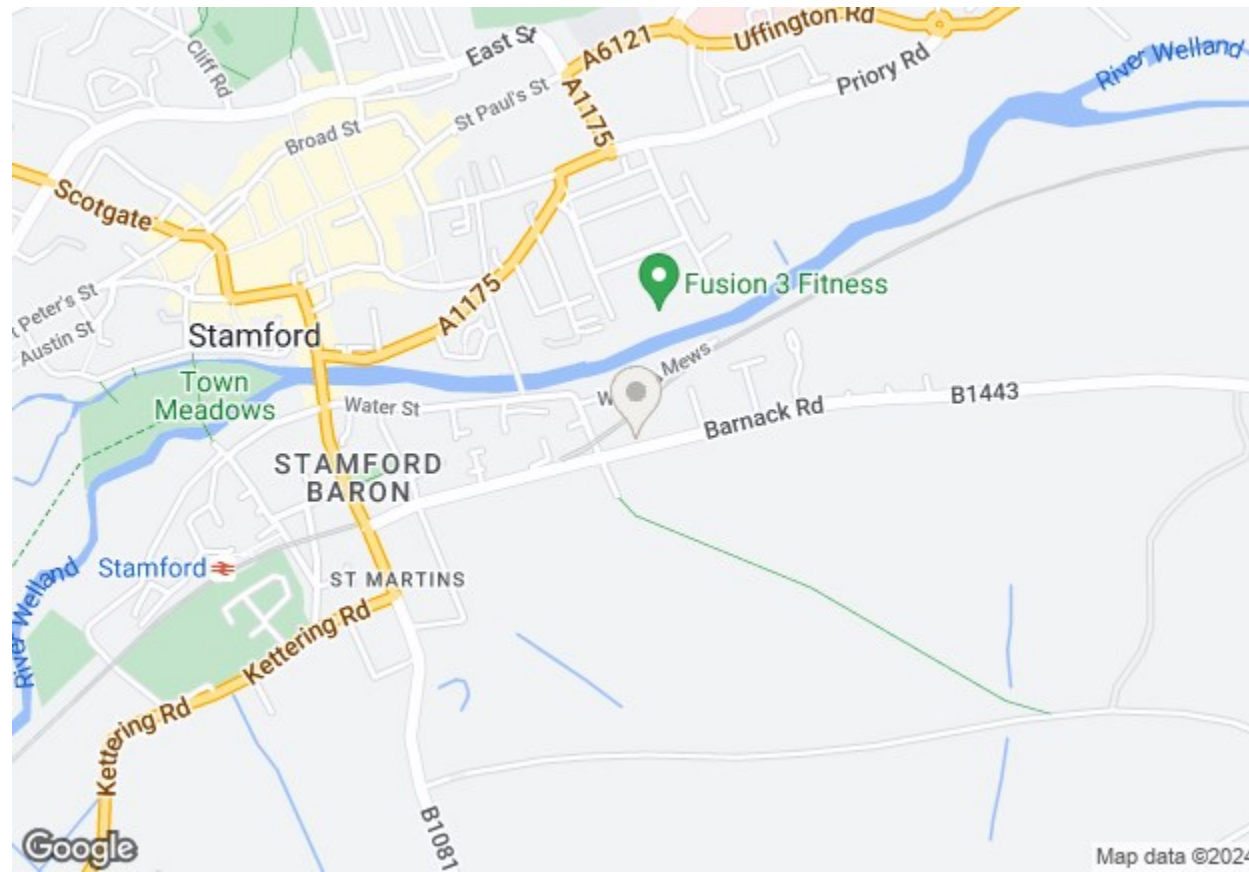 Uffington Rd
A6121
East St
Cliff Rd
Priory Rd
River Welland
St Paul's St
A1175
Broad St
Scotgate
Fusion 3 Fitness
Peter's St
Austin St
A1175
Stamford
Mews
Town
Meadows
Water St
B1443
Barnack Rd
STAMFORD
BARON
Stamford
ST MARTINS
River Welland
Kettering Rd
Kettering Rd
B1081
Google
Map data ©2024